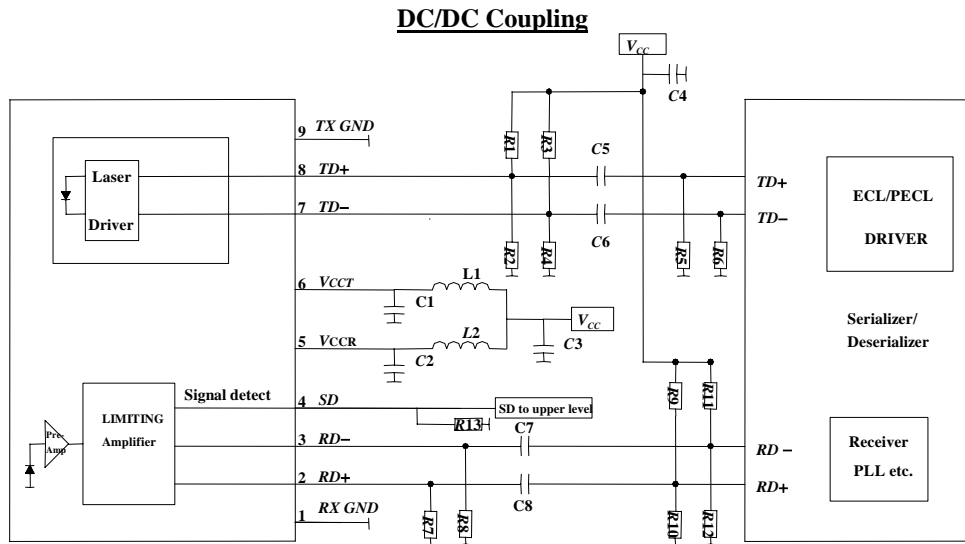 DC/DC Coupling
V_CC
C4
9 TX GND
R1
R3
C5
Laser
8 TD+
TD+
ECL/PECL
7 TD−
TD−
Driver
C6
DRIVER
R2
R4
R5
R6
6 VCCT
L1
C1
V_CC
Serializer/
Deserializer
5 VCCR
L2
C2
C3
Signal detect
4 SD
SD to upper level
R9
R11
LIMITING
Amplifier
R13
C7
Receiver
PLL etc.
Pre-
Amp
3 RD−
RD −
2 RD+
RD+
C8
1 RX GND
R7
R8
R10
R12